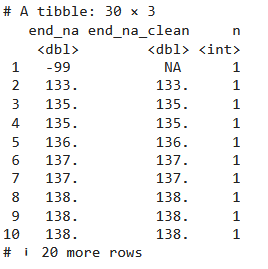 # A tibble: 30 × 3
end_na end_na_clean n
<dbl> <dbl> <int>
1 -99 NA 1
2 133. 133. 1
3 135. 135. 1
4 135. 135. 1
5 136. 136. 1
6 137. 137. 1
7 137. 137. 1
8 138. 138. 1
9 138. 138. 1
10 138. 138. 1
# ℹ 20 more rows